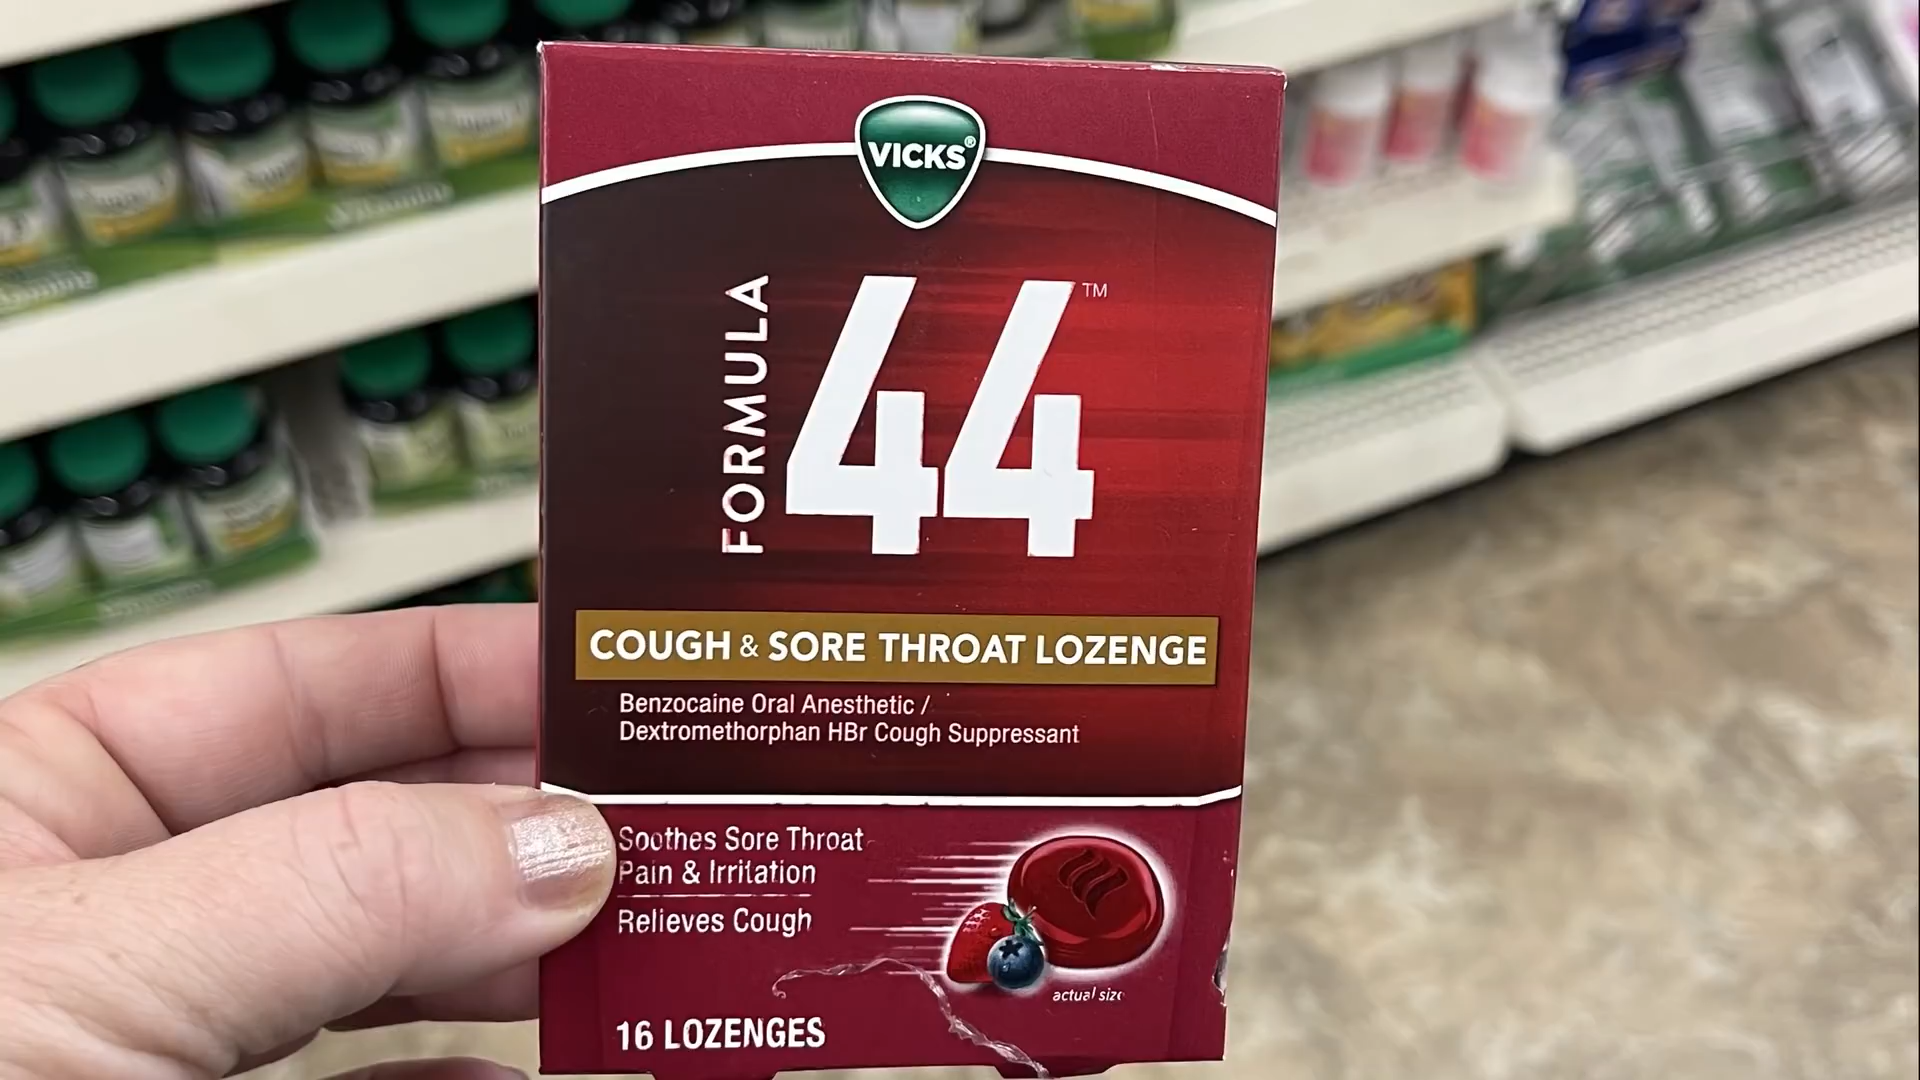 VICKS®
FORMULA
44™
COUGH & SORE THROAT LOZENGE
Benzocaine Oral Anesthetic /
Dextromethorphan HBr Cough Suppressant
Soothes Sore Throat
Pain & Irritation
Relieves Cough
actual size
16 LOZENGES